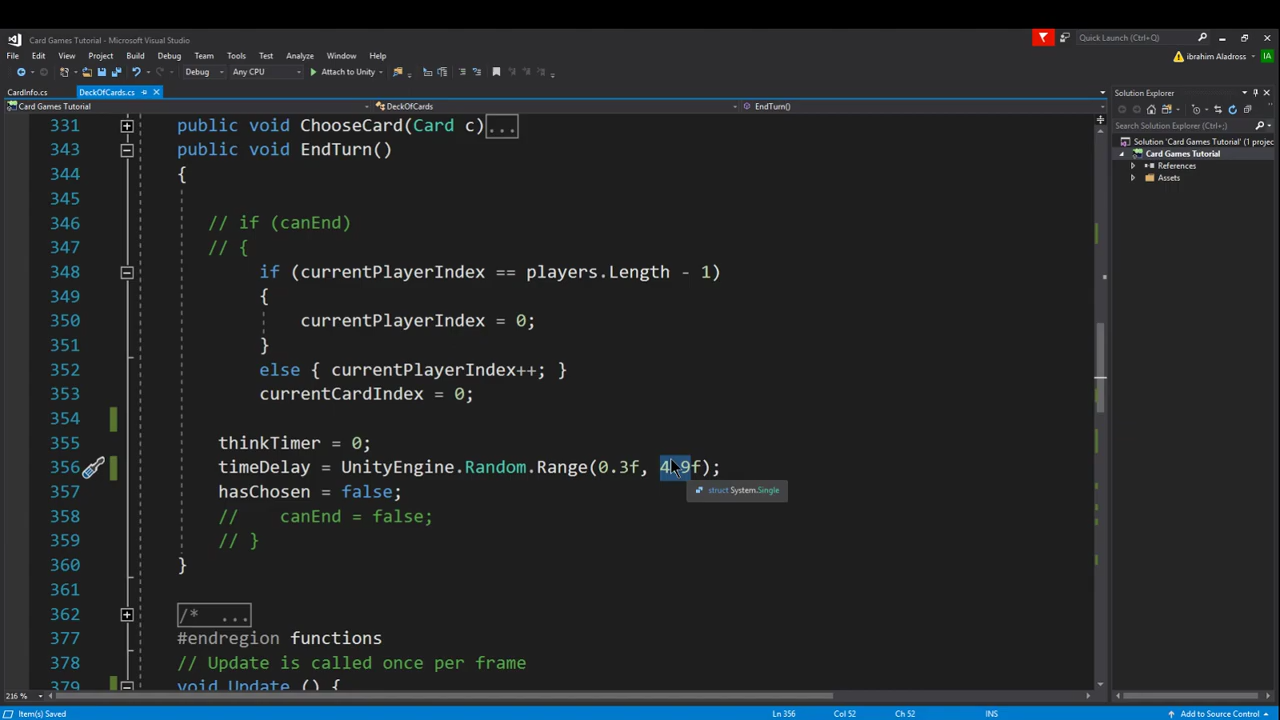 Card Games Tutorial - Microsoft Visual Studio
Quick Launch (Ctrl+Q)
File Edit View Project Build Debug Team Tools Test Analyze Window Help
ibrahim Aladross
IA
Debug Any CPU Attach to Unity
CardInfo.cs DeckOfCards.cs
Solution Explorer
Card Games Tutorial DeckOfCards EndTurn()
Search Solution Explorer (Ctrl+;)
Solution 'Card Games Tutorial' (1 projec
Card Games Tutorial
References
Assets
331 public void ChooseCard(Card c)...
343 public void EndTurn()
344 {
345
346 // if (canEnd)
347 // {
348 if (currentPlayerIndex == players.Length - 1)
349 {
350 currentPlayerIndex = 0;
351 }
352 else { currentPlayerIndex++; }
353 currentCardIndex = 0;
354
355 thinkTimer = 0;
356 timeDelay = UnityEngine.Random.Range(0.3f, 4.9f);
struct System.Single
357 hasChosen = false;
358 // canEnd = false;
359 // }
360 }
361
362 /* ...
377 #endregion functions
378 // Update is called once per frame
379 void Update () {
216 %
Item(s) Saved Ln 356 Col 52 Ch 52 INS Add to Source Control